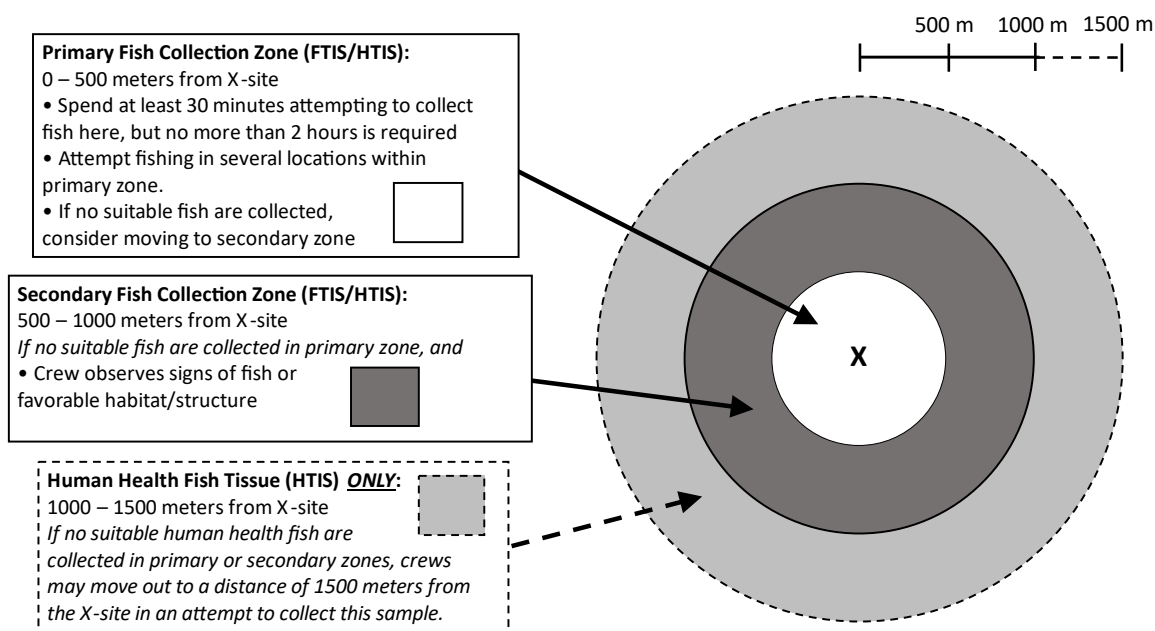 500 m 1000 m 1500 m
Primary Fish Collection Zone (FTIS/HTIS):
0 – 500 meters from X-site
• Spend at least 30 minutes attempting to collect
fish here, but no more than 2 hours is required
• Attempt fishing in several locations within
primary zone.
• If no suitable fish are collected,
consider moving to secondary zone
Secondary Fish Collection Zone (FTIS/HTIS):
500 – 1000 meters from X-site
If no suitable fish are collected in primary zone, and
• Crew observes signs of fish or
favorable habitat/structure
X
Human Health Fish Tissue (HTIS) ONLY:
1000 – 1500 meters from X-site
If no suitable human health fish are
collected in primary or secondary zones, crews
may move out to a distance of 1500 meters from
the X-site in an attempt to collect this sample.